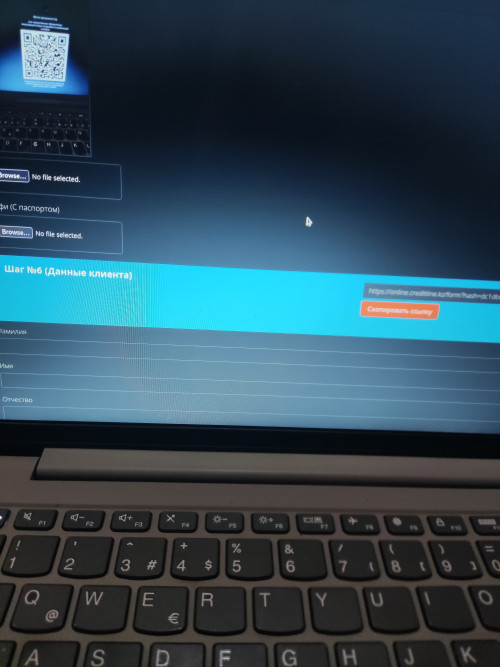 Browse... No file selected.
фи (С паспортом)
Browse... No file selected.
Шаг №6 (Данные клиента)
https://online.creditline.kz/form?hash=dc1db
Скопировать ссылку
Фамилия
Имя
Отчество
F1 F2 F3 F4 F5 F6 F7 F8 F9 F10
! 1 ' 2 ^ 3 # + 4 $ % 5 & 6 / 7 { ( 8 [ ) 9 ] = 0
Q @ W E € R T Y U I O
A S D F G H J K